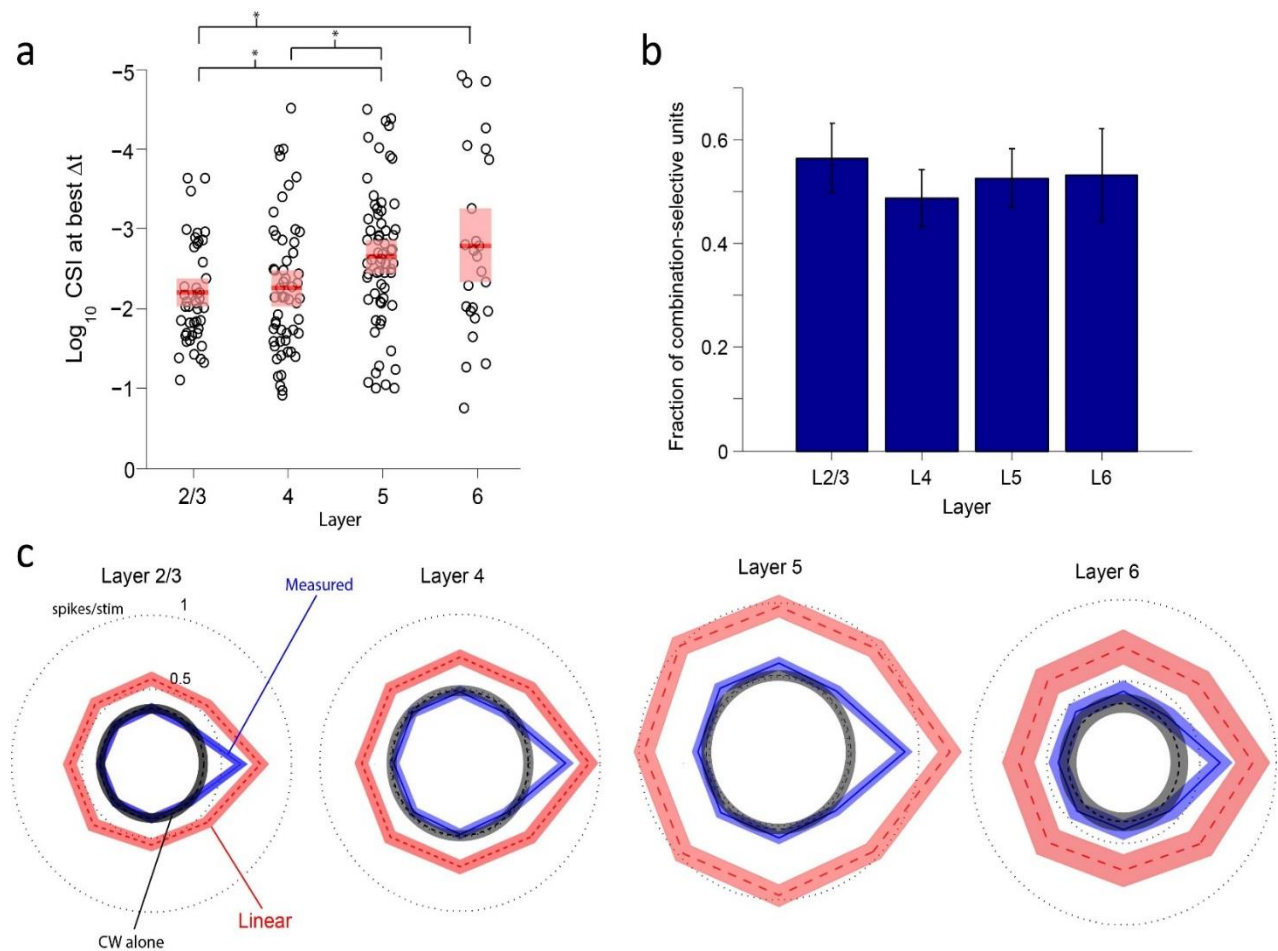 a
*
*
*
Log10 CSI at best Δt
−5
−4
−3
−2
−1
0
2/3
4
5
6
Layer
b
Fraction of combination-selective units
0.6
0.4
0.2
0
L2/3
L4
L5
L6
Layer
c
Layer 2/3
Measured
Layer 4
Layer 5
Layer 6
spikes/stim
1
0.5
Linear
CW alone